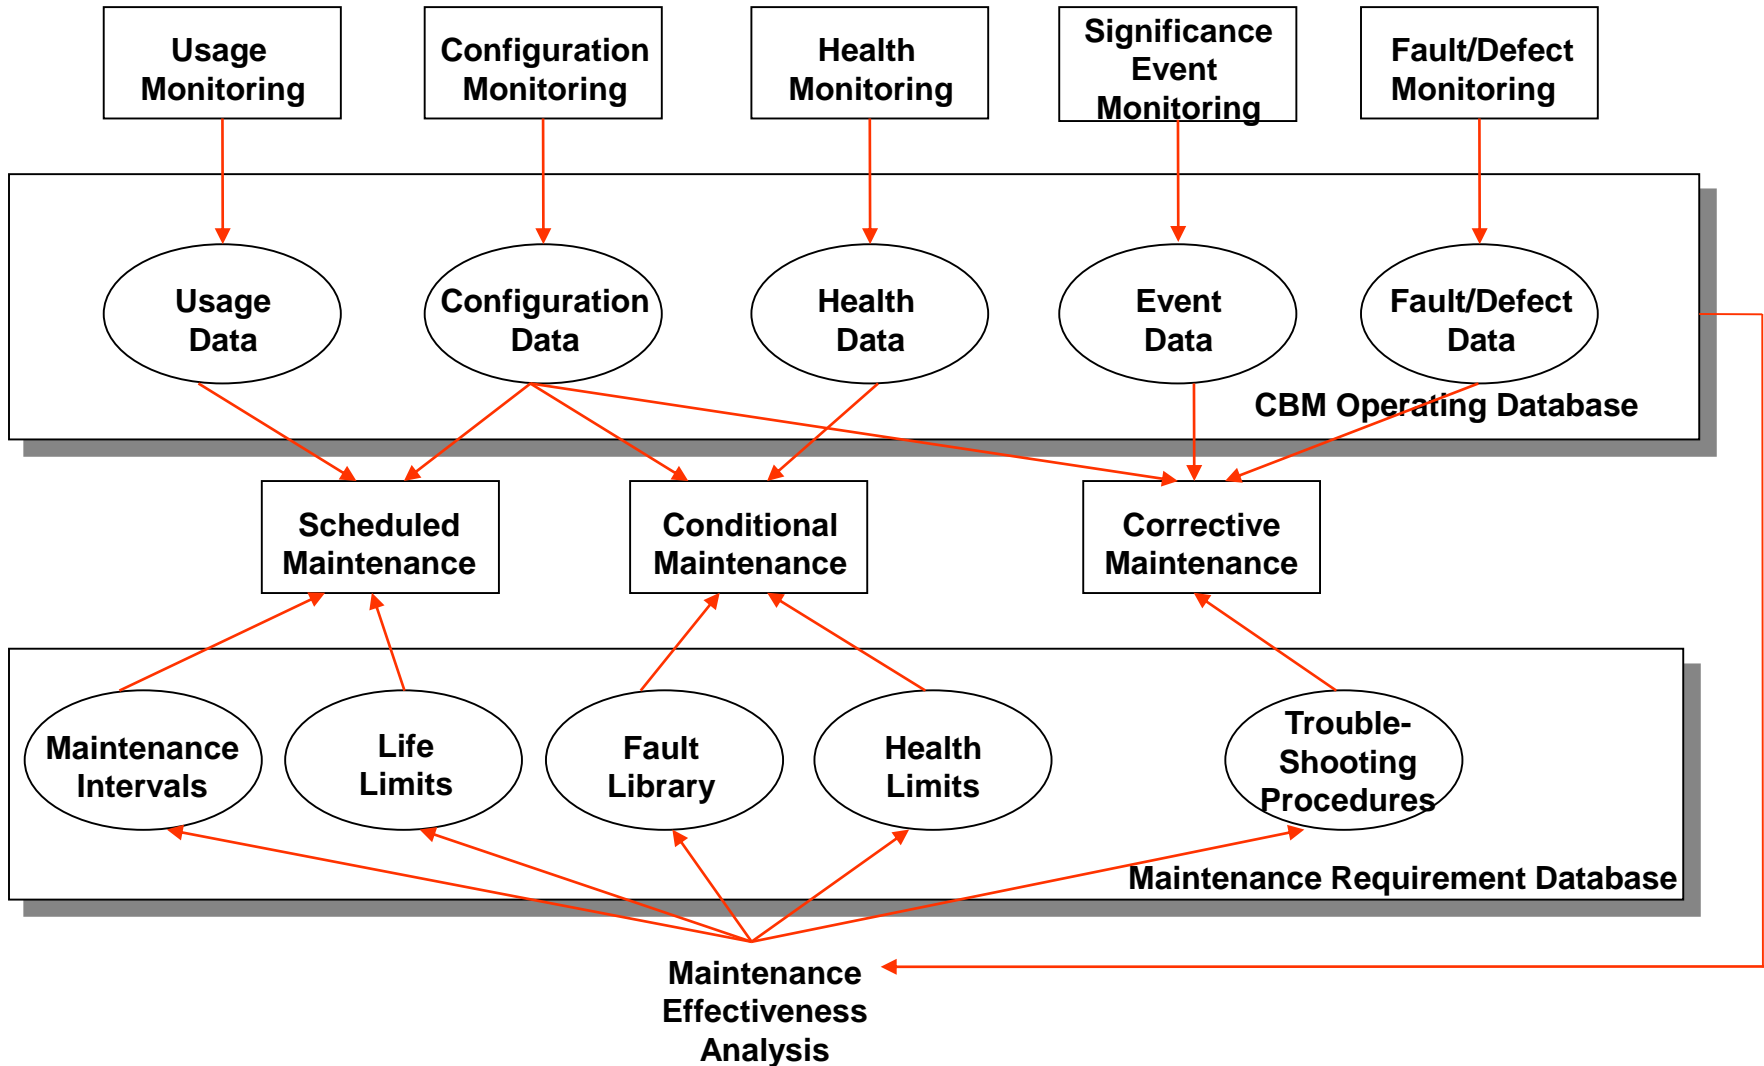 Usage
Monitoring
Configuration
Monitoring
Health
Monitoring
Significance
Event
Monitoring
Fault/Defect
Monitoring
Usage
Data
Configuration
Data
Health
Data
Event
Data
Fault/Defect
Data
CBM Operating Database
Scheduled
Maintenance
Conditional
Maintenance
Corrective
Maintenance
Maintenance
Intervals
Life
Limits
Fault
Library
Health
Limits
Trouble-
Shooting
Procedures
Maintenance Requirement Database
Maintenance
Effectiveness
Analysis